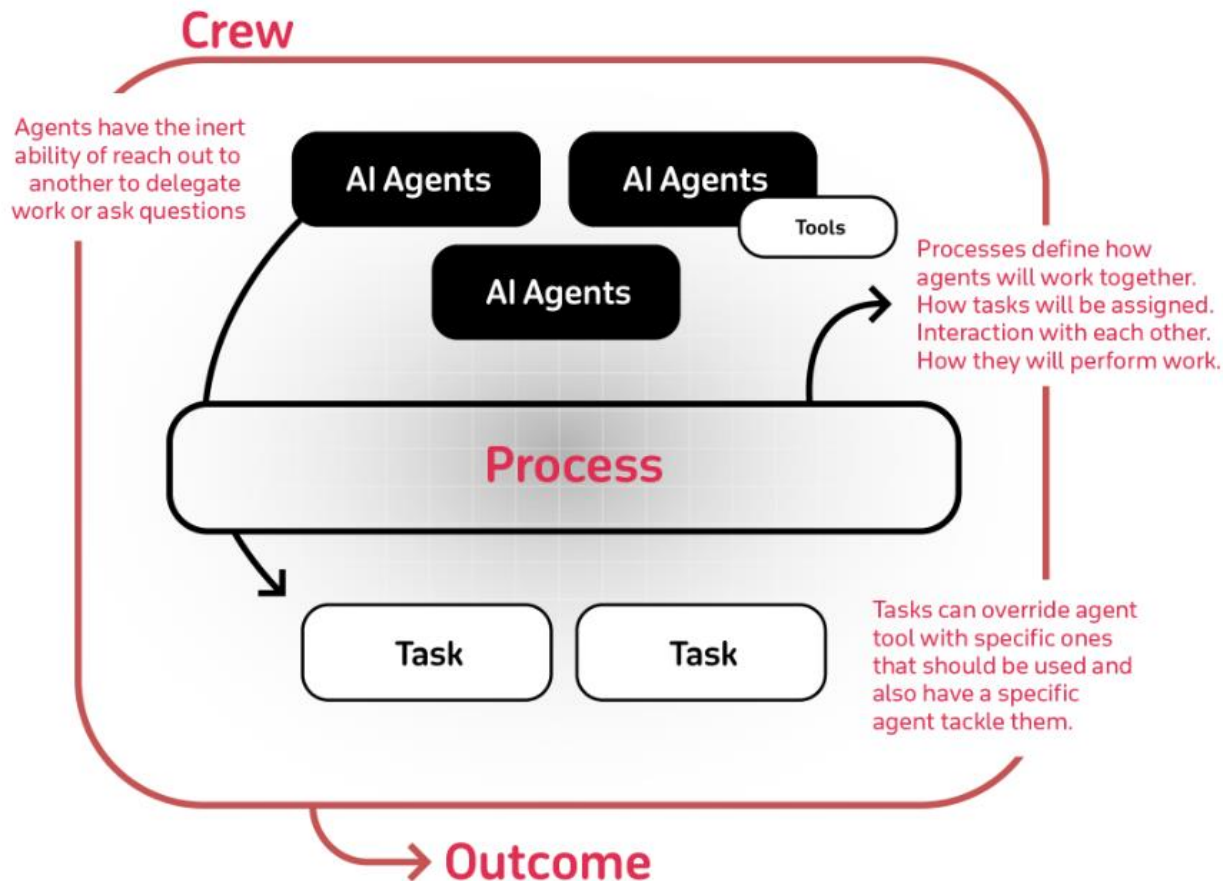 Crew
Agents have the inert
ability of reach out to
another to delegate
work or ask questions
AI Agents
AI Agents
Tools
AI Agents
Processes define how
agents will work together.
How tasks will be assigned.
Interaction with each other.
How they will perform work.
Process
Task
Task
Tasks can override agent
tool with specific ones
that should be used and
also have a specific
agent tackle them.
Outcome